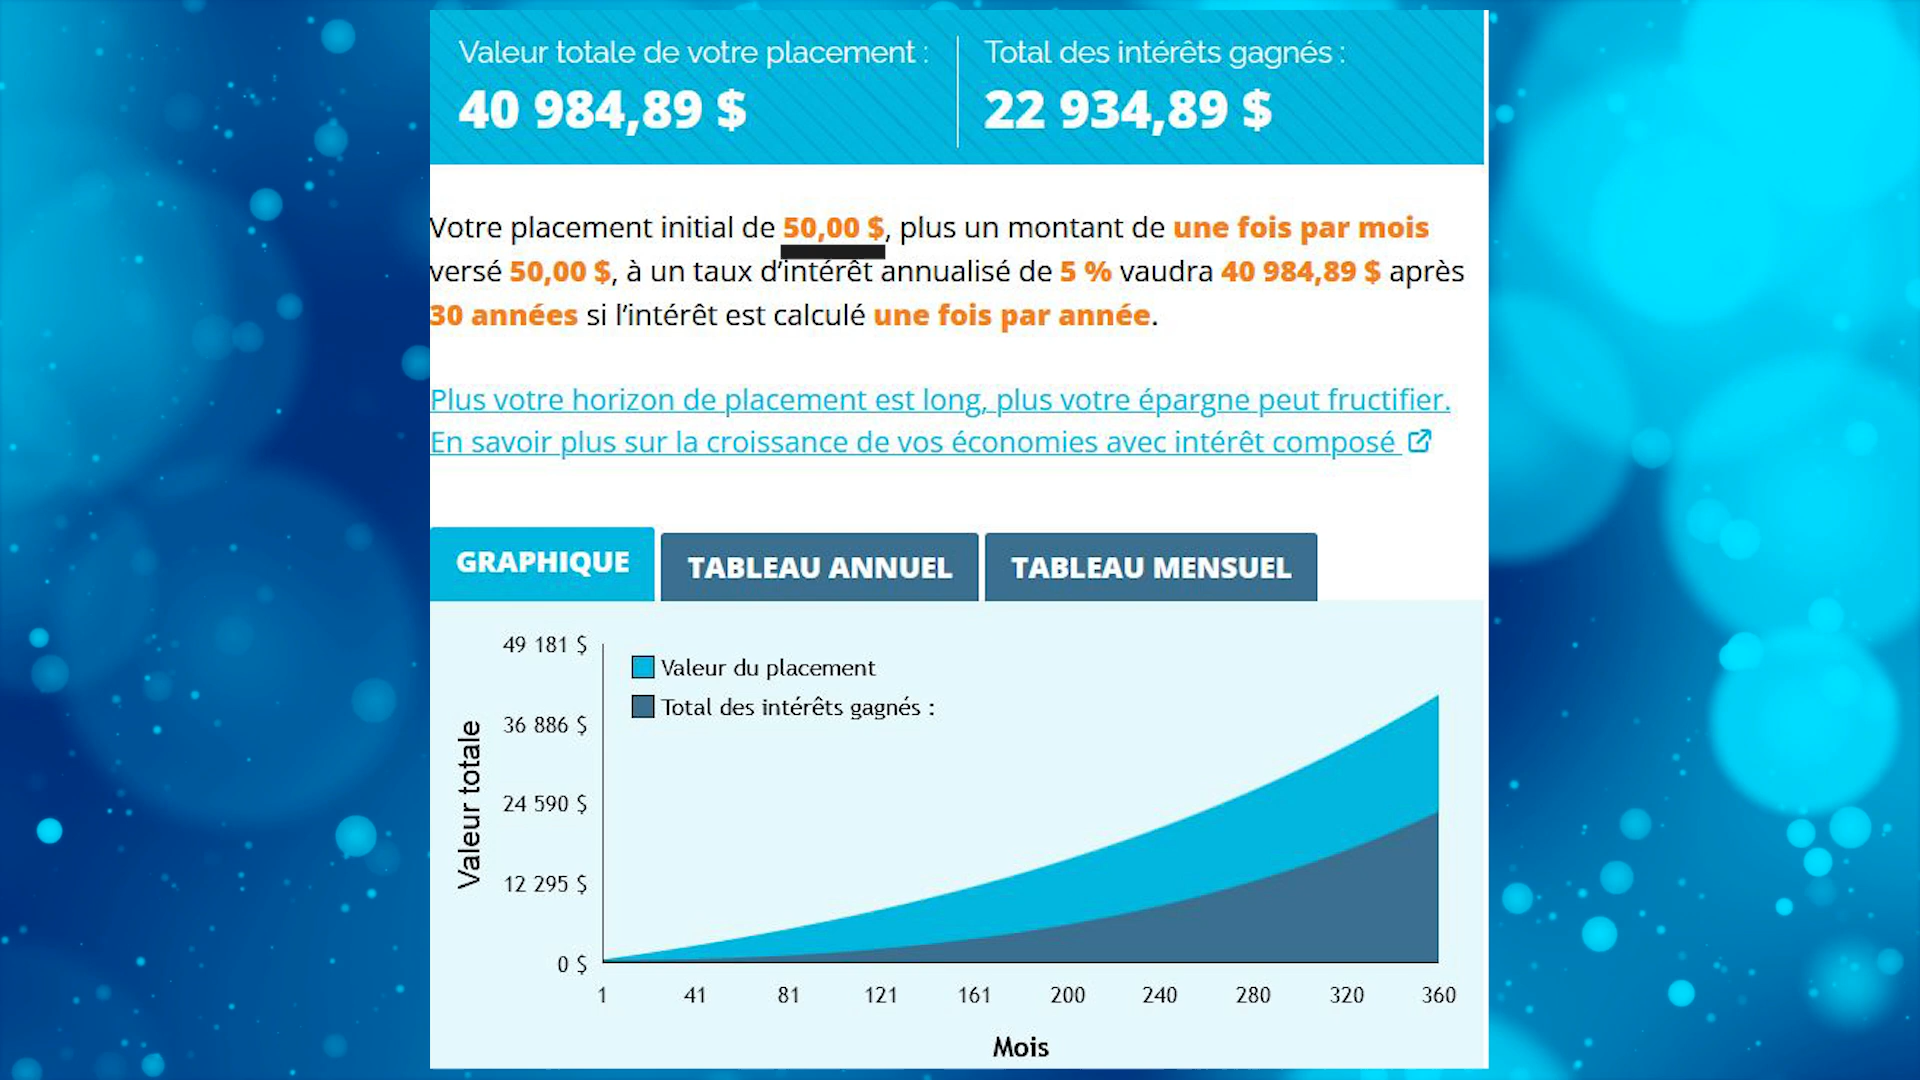 Valeur totale de votre placement :
40 984,89 $
Total des intérêts gagnés :
22 934,89 $
Votre placement initial de 50,00 $, plus un montant de une fois par mois
versé 50,00 $, à un taux d’intérêt annualisé de 5 % vaudra 40 984,89 $ après
30 années si l’intérêt est calculé une fois par année.
Plus votre horizon de placement est long, plus votre épargne peut fructifier.
En savoir plus sur la croissance de vos économies avec intérêt composé
GRAPHIQUE
TABLEAU ANNUEL
TABLEAU MENSUEL
Valeur totale
49 181 $
36 886 $
24 590 $
12 295 $
0 $
Valeur du placement
Total des intérêts gagnés :
1 41 81 121 161 200 240 280 320 360
Mois